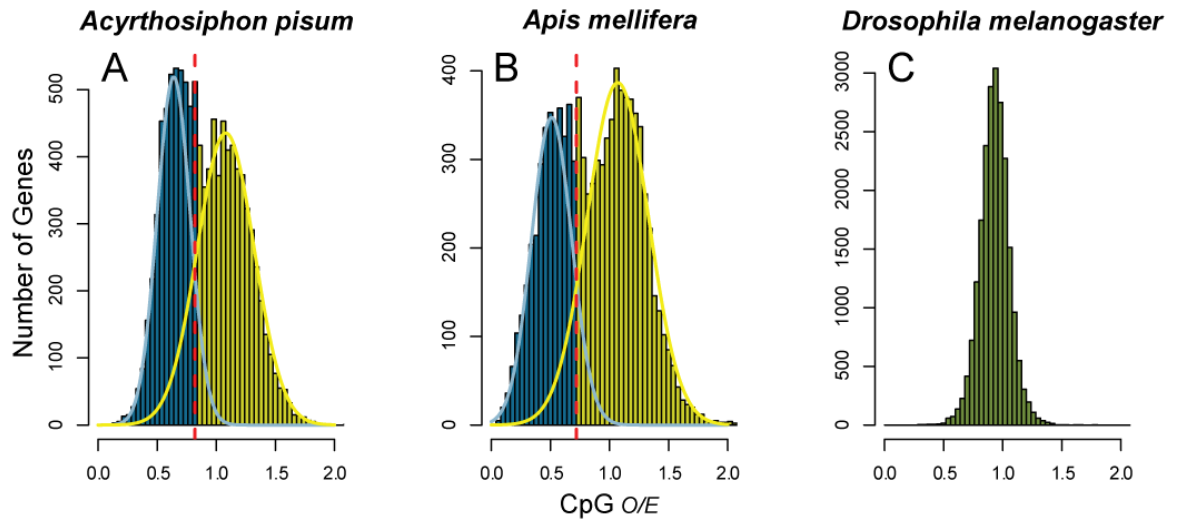 Acyrthosiphon pisum
Apis mellifera
Drosophila melanogaster
A
B
C
Number of Genes
0
100
200
300
400
500
0
100
200
300
400
0
500
1000
1500
2000
2500
3000
0.0 0.5 1.0 1.5 2.0
0.0 0.5 1.0 1.5 2.0
0.0 0.5 1.0 1.5 2.0
CpG O/E